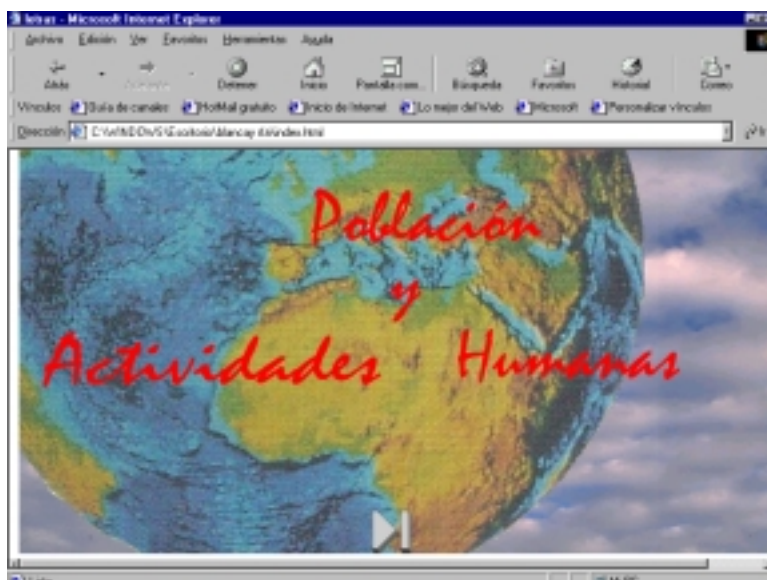 Microsoft Internet Explorer
Archivo Edición Ver Favoritos Herramientas Ayuda
Atrás Detener Inicio Pantalla com... Búsqueda Favoritos Historial Correo
Vínculos Guía de canales HotMail gratuito Inicio de Internet Lo mejor del Web Microsoft Personalizar vínculos
Dirección
Población
y
Actividades Humanas